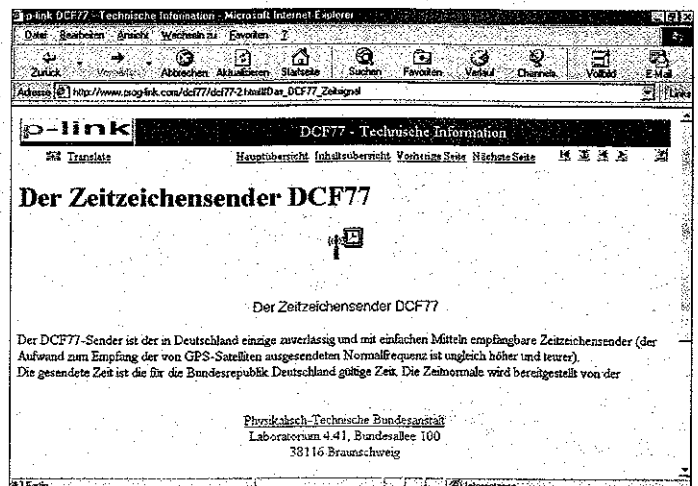 p-link DCF77 - Technische Information - Microsoft Internet Explorer
Datei Bearbeiten Ansicht Wechseln zu Favoriten ?
Zurück Vorwärts Abbrechen Aktualisieren Startseite Suchen Favoriten Verlauf Channels Vollbild E-Mail
Adresse http://www.prog-link.com/dcf77/dcf77-2.html#Das_DCF77_Zeitsignal Links
p-link DCF77 - Technische Information
Translate Hauptübersicht Inhaltsübersicht Vorherige Seite Nächste Seite
Der Zeitzeichensender DCF77
Der Zeitzeichensender DCF77
Der DCF77-Sender ist der in Deutschland einzige zuverlässig und mit einfachen Mitteln empfangbare Zeitzeichensender (der
Aufwand zum Empfang der von GPS-Satelliten ausgesendeten Normalfrequenz ist ungleich höher und teurer).
Die gesendete Zeit ist die für die Bundesrepublik Deutschland gültige Zeit. Die Zeitnormale wird bereitgestellt von der
Physikalisch-Technische Bundesanstalt
Laboratorium 4.41, Bundesallee 100
38116 Braunschweig